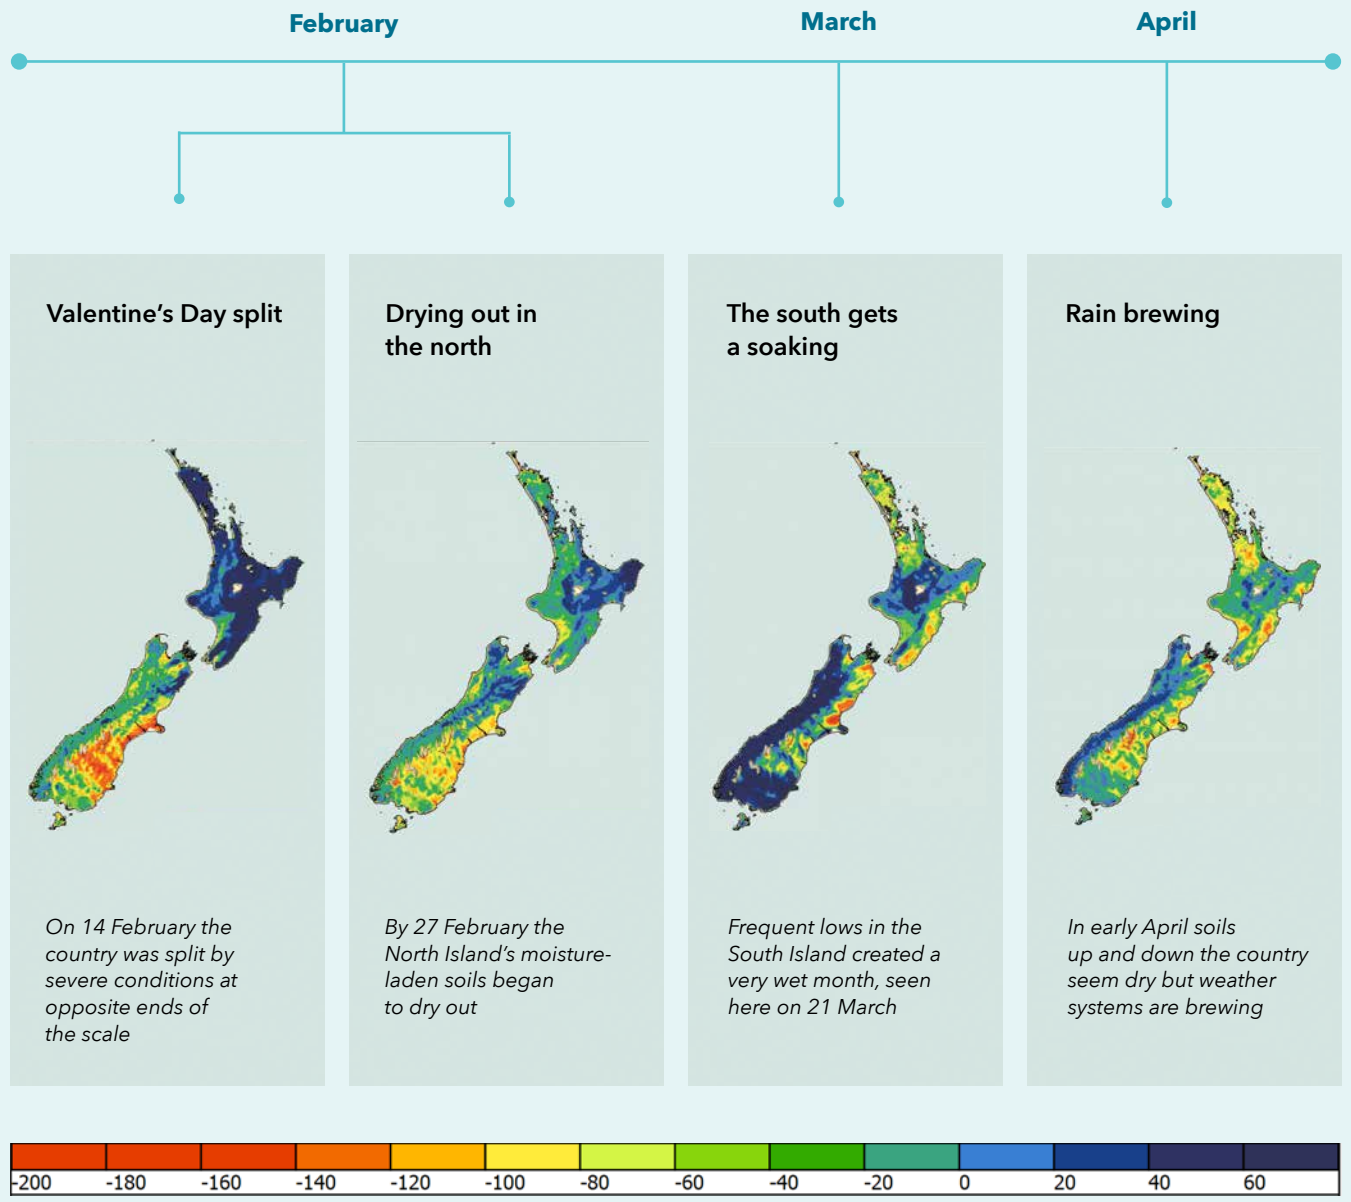 February
March
April
Valentine's Day split
Drying out in
the north
The south gets
a soaking
Rain brewing
On 14 February the
country was split by
severe conditions at
opposite ends of
the scale
By 27 February the
North Island's moisture-
laden soils began
to dry out
Frequent lows in the
South Island created a
very wet month, seen
here on 21 March
In early April soils
up and down the country
seem dry but weather
systems are brewing
-200 -180 -160 -140 -120 -100 -80 -60 -40 -20 0 20 40 60